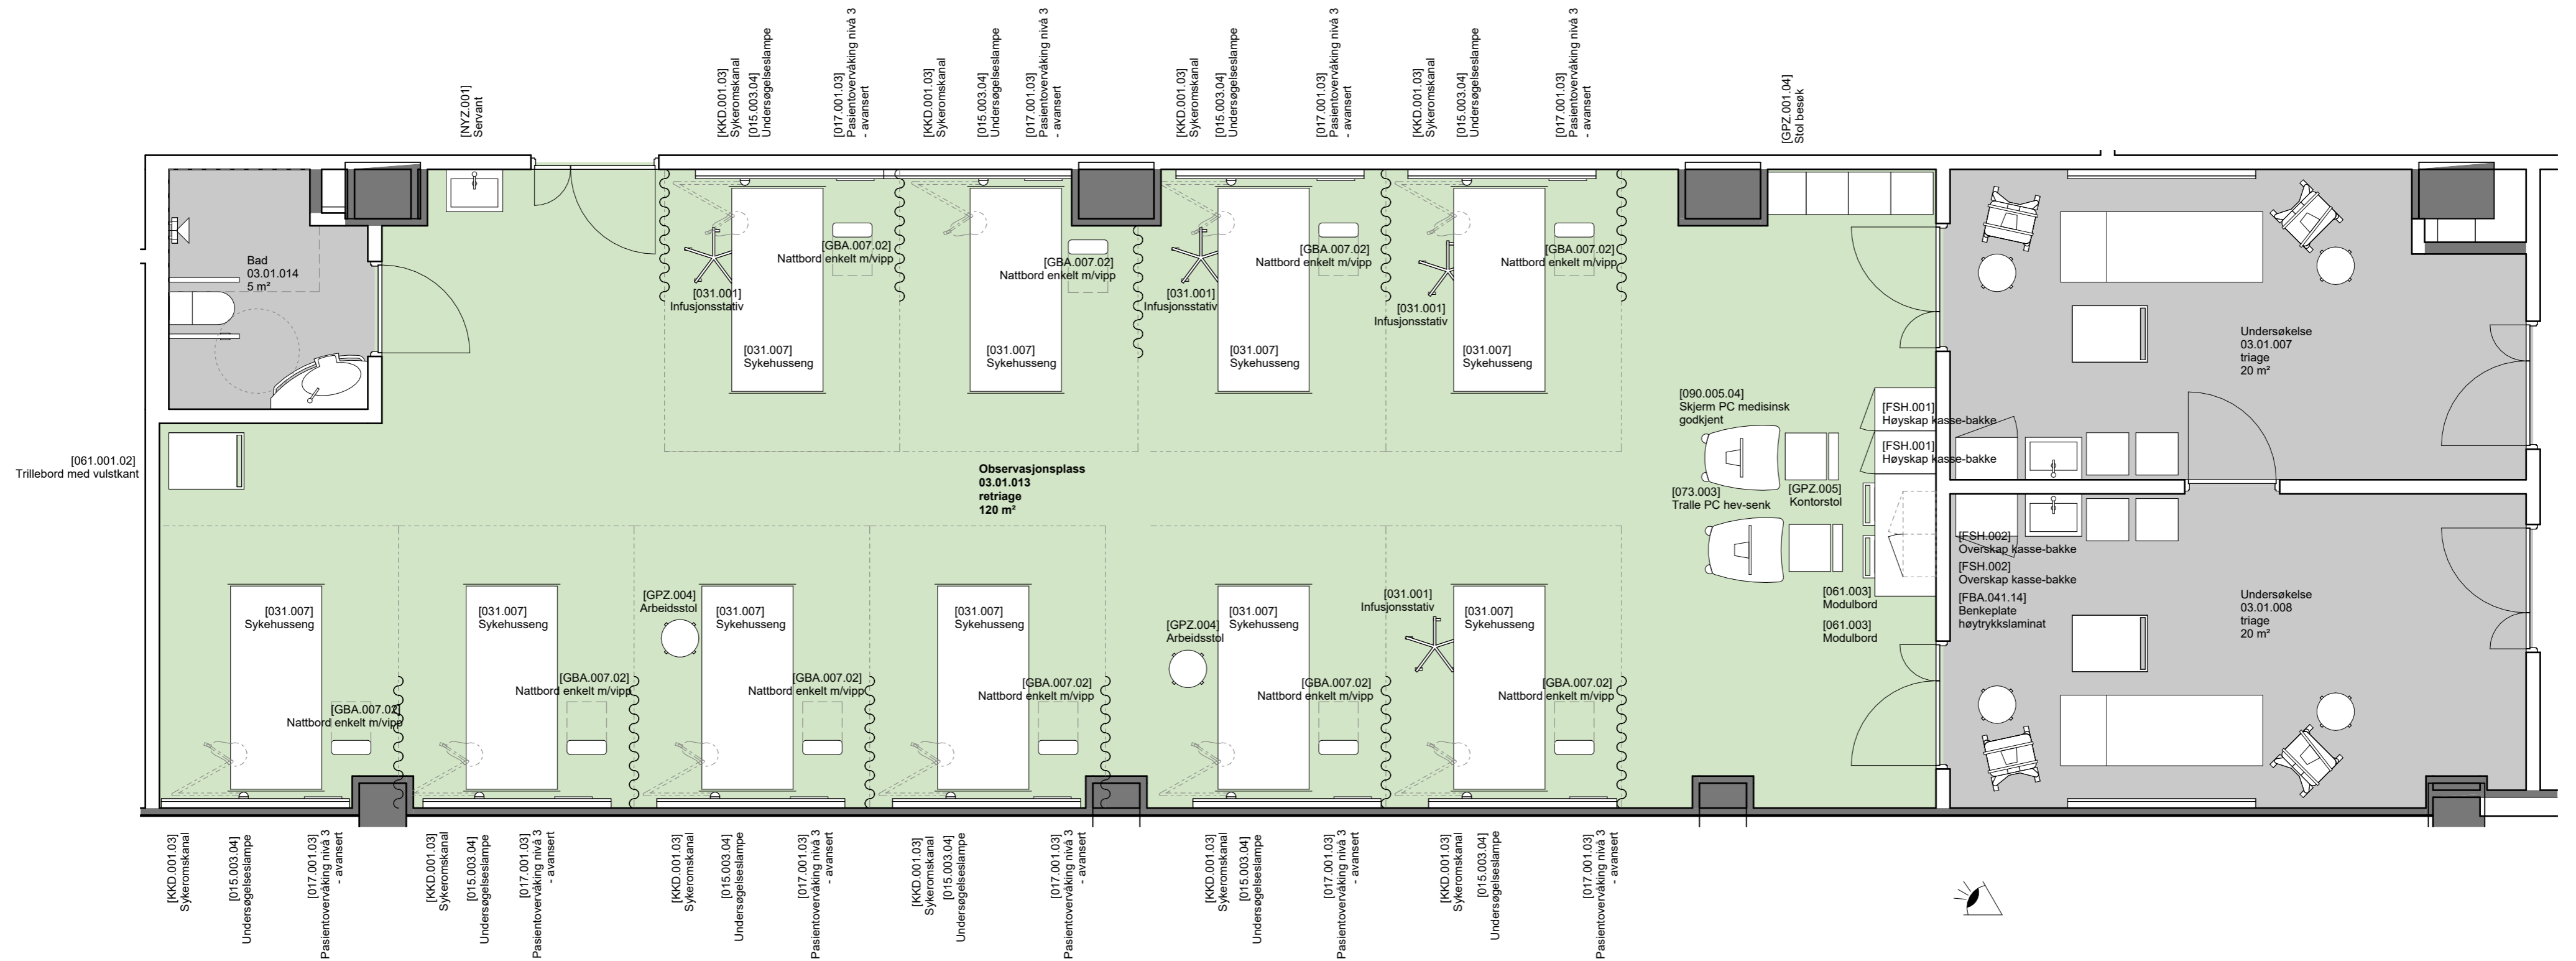 [NYZ.001]
Servant
[KKD.001.03]
Sykeromskanal
[015.003.04]
Undersøgelseslampe
[017.001.03]
Pasientovervåking nivå 3
- avansert
[KKD.001.03]
Sykeromskanal
[015.003.04]
Undersøgelseslampe
[017.001.03]
Pasientovervåking nivå 3
- avansert
[KKD.001.03]
Sykeromskanal
[015.003.04]
Undersøgelseslampe
[017.001.03]
Pasientovervåking nivå 3
- avansert
[KKD.001.03]
Sykeromskanal
[015.003.04]
Undersøgelseslampe
[017.001.03]
Pasientovervåking nivå 3
- avansert
[GPZ.001.04]
Stol besøk
Bad
03.01.014
5 m²
[GBA.007.02]
Nattbord enkelt m/vipp
[031.001]
Infusjonsstativ
[031.007]
Sykehusseng
[GBA.007.02]
Nattbord enkelt m/vipp
[031.007]
Sykehusseng
[GBA.007.02]
Nattbord enkelt m/vipp
[031.001]
Infusjonsstativ
[031.007]
Sykehusseng
[GBA.007.02]
Nattbord enkelt m/vipp
[031.001]
Infusjonsstativ
[031.007]
Sykehusseng
[090.005.04]
Skjerm PC medisinsk
godkjent
[FSH.001]
Høyskap kasse-bakke
[FSH.001]
Høyskap kasse-bakke
Undersøkelse
03.01.007
triage
20 m²
[061.001.02]
Trillebord med vulstkant
Observasjonsplass
03.01.013
retriage
120 m²
[073.003]
Tralle PC hev-senk
[GPZ.005]
Kontorstol
[FSH.002]
Overskap kasse-bakke
[FSH.002]
Overskap kasse-bakke
[FBA.041.14]
Benkeplate
høytrykkslaminat
[061.003]
Modulbord
[061.003]
Modulbord
Undersøkelse
03.01.008
triage
20 m²
[031.007]
Sykehusseng
[GBA.007.02]
Nattbord enkelt m/vipp
[031.007]
Sykehusseng
[GBA.007.02]
Nattbord enkelt m/vipp
[GPZ.004]
Arbeidsstol
[031.007]
Sykehusseng
[GBA.007.02]
Nattbord enkelt m/vipp
[031.007]
Sykehusseng
[GBA.007.02]
Nattbord enkelt m/vipp
[GPZ.004]
Arbeidsstol
[031.007]
Sykehusseng
[GBA.007.02]
Nattbord enkelt m/vipp
[031.001]
Infusjonsstativ
[031.007]
Sykehusseng
[GBA.007.02]
Nattbord enkelt m/vipp
[KKD.001.03]
Sykeromskanal
[015.003.04]
Undersøgelseslampe
[017.001.03]
Pasientovervåking nivå 3
- avansert
[KKD.001.03]
Sykeromskanal
[015.003.04]
Undersøgelseslampe
[017.001.03]
Pasientovervåking nivå 3
- avansert
[KKD.001.03]
Sykeromskanal
[015.003.04]
Undersøgelseslampe
[017.001.03]
Pasientovervåking nivå 3
- avansert
[KKD.001.03]
Sykeromskanal
[015.003.04]
Undersøgelseslampe
[017.001.03]
Pasientovervåking nivå 3
- avansert
[KKD.001.03]
Sykeromskanal
[015.003.04]
Undersøgelseslampe
[017.001.03]
Pasientovervåking nivå 3
- avansert
[KKD.001.03]
Sykeromskanal
[015.003.04]
Undersøgelseslampe
[017.001.03]
Pasientovervåking nivå 3
- avansert